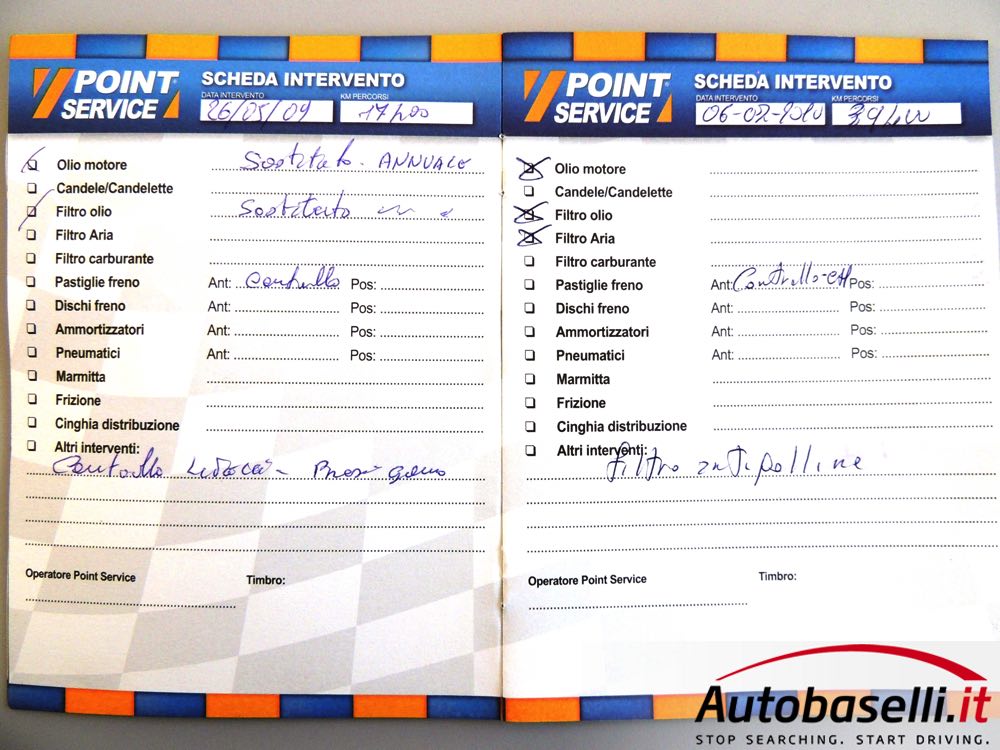 POINT SERVICE
SCHEDA INTERVENTO
DATA INTERVENTO KM PERCORSI
26/05/09 17400
Olio motore Sostituto - ANNUALE
Candele/Candelette
Filtro olio Sostituto
Filtro Aria
Filtro carburante
Pastiglie freno Ant: Controllo Pos:
Dischi freno Ant: Pos:
Ammortizzatori Ant: Pos:
Pneumatici Ant: Pos:
Marmitta
Frizione
Cinghia distribuzione
Altri interventi:
Controllo
Operatore Point Service Timbro:
POINT SERVICE
SCHEDA INTERVENTO
DATA INTERVENTO KM PERCORSI
06-02-2010
Olio motore
Candele/Candelette
Filtro olio
Filtro Aria
Filtro carburante
Pastiglie freno Ant: Controllo Pos:
Dischi freno Ant: Pos:
Ammortizzatori Ant: Pos:
Pneumatici Ant: Pos:
Marmitta
Frizione
Cinghia distribuzione
Altri interventi:
filtro antipolline
Operatore Point Service Timbro:
Autobaselli.it
STOP SEARCHING. START DRIVING.